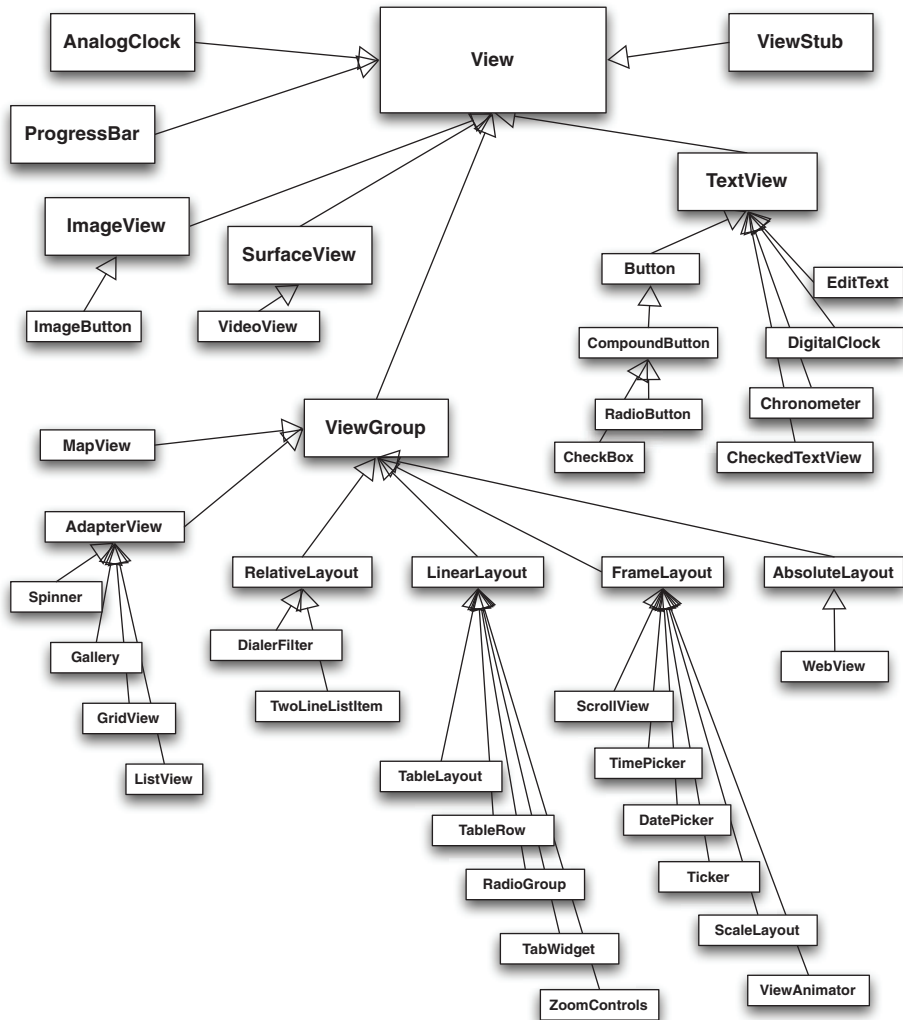 AnalogClock
View
ViewStub
ProgressBar
TextView
ImageView
SurfaceView
Button
EditText
ImageButton
VideoView
CompoundButton
DigitalClock
RadioButton
Chronometer
ViewGroup
MapView
CheckBox
CheckedTextView
AdapterView
RelativeLayout
LinearLayout
FrameLayout
AbsoluteLayout
Spinner
DialerFilter
Gallery
WebView
TwoLineListItem
ScrollView
GridView
TimePicker
ListView
TableLayout
DatePicker
TableRow
Ticker
RadioGroup
ScaleLayout
TabWidget
ViewAnimator
ZoomControls